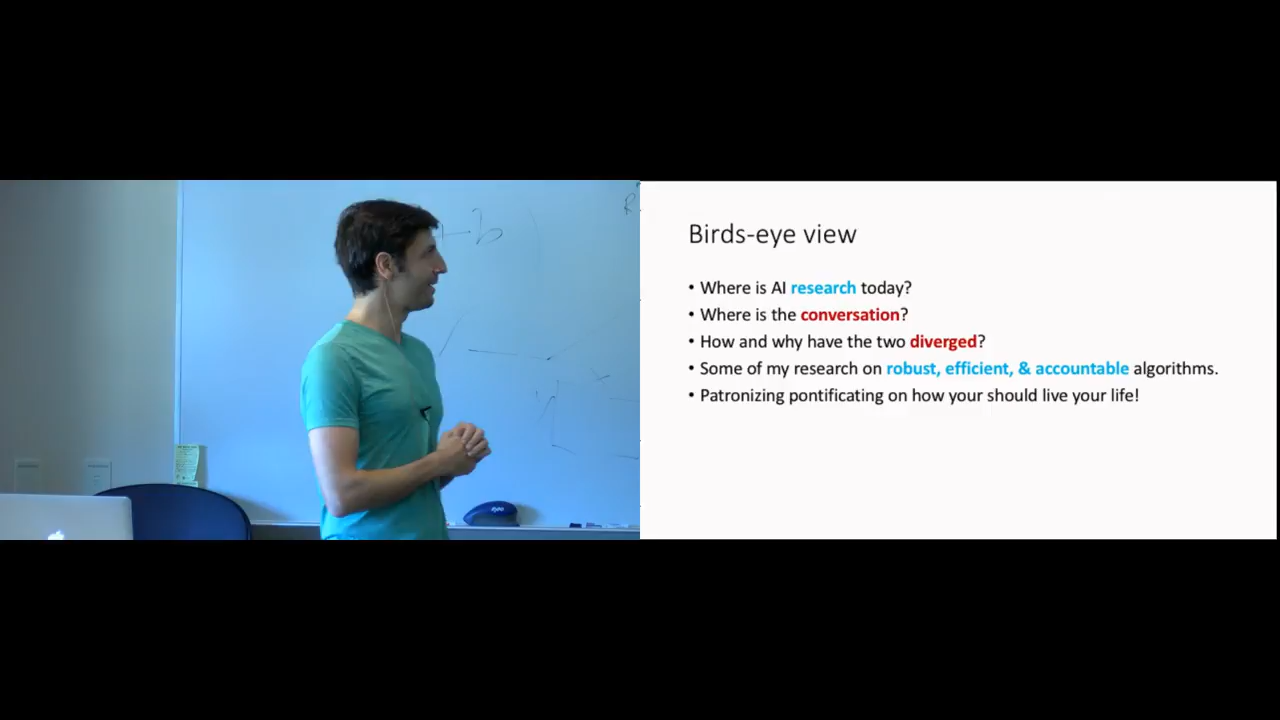 +b
R
expo
Birds-eye view
• Where is AI research today?
• Where is the conversation?
• How and why have the two diverged?
• Some of my research on robust, efficient, & accountable algorithms.
• Patronizing pontificating on how your should live your life!